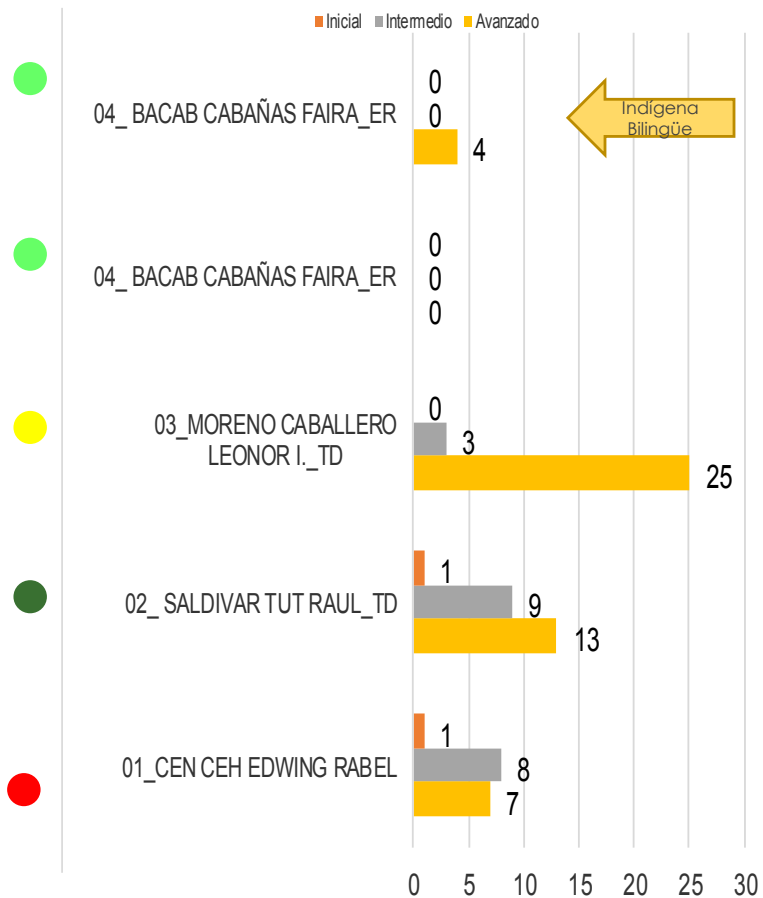 Inicial Intermedio Avanzado
04_ BACAB CABAÑAS FAIRA_ER
0
0
4
Indígena
Bilingüe
04_ BACAB CABAÑAS FAIRA_ER
0
0
0
03_MORENO CABALLERO
LEONOR I._TD
0
3
25
02_ SALDIVAR TUT RAUL_TD
1
9
13
01_CEN CEH EDWING RABEL
1
8
7
0 5 10 15 20 25 30